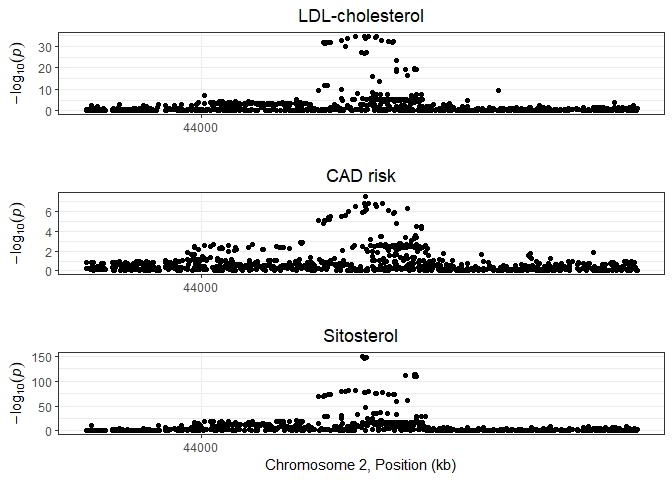 LDL-cholesterol
−log₁₀(p)
30
20
10
0
44000
CAD risk
−log₁₀(p)
6
4
2
0
44000
Sitosterol
−log₁₀(p)
150
100
50
0
44000
Chromosome 2, Position (kb)